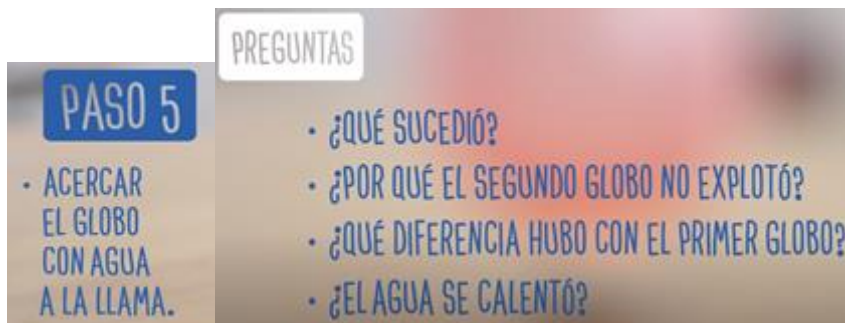 PASO 5
• ACERCAR
EL GLOBO
CON AGUA
A LA LLAMA.
PREGUNTAS
• ¿QUÉ SUCEDIÓ?
• ¿POR QUÉ EL SEGUNDO GLOBO NO EXPLOTÓ?
• ¿QUÉ DIFERENCIA HUBO CON EL PRIMER GLOBO?
• ¿EL AGUA SE CALENTÓ?